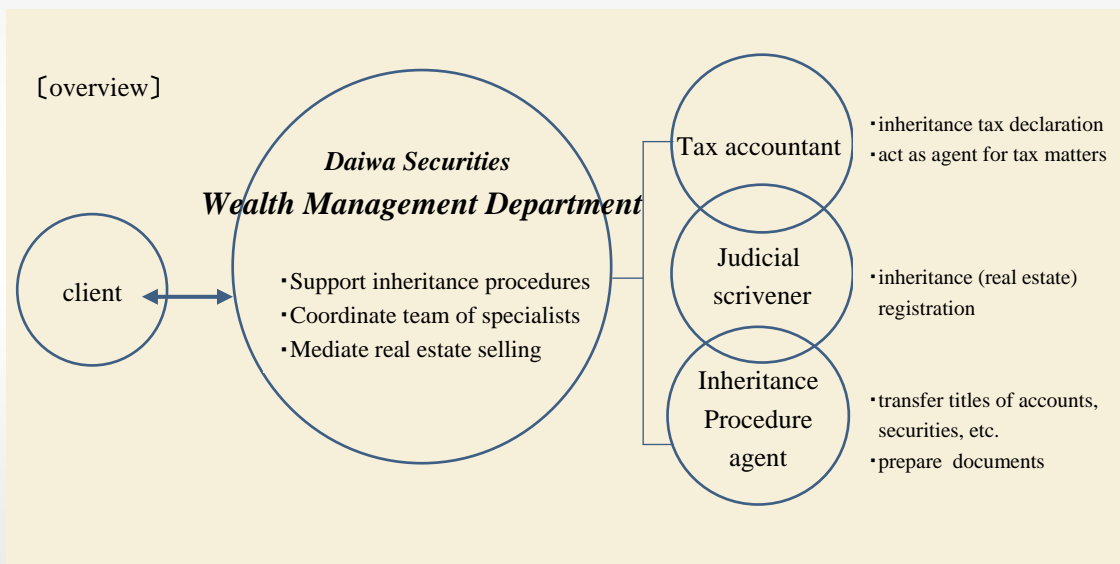 〔overview〕
client
Daiwa Securities
Wealth Management Department
・Support inheritance procedures
・Coordinate team of specialists
・Mediate real estate selling
Tax accountant
・inheritance tax declaration
・act as agent for tax matters
Judicial
scrivener
・inheritance (real estate)
registration
Inheritance
Procedure
agent
・transfer titles of accounts,
securities, etc.
・prepare documents